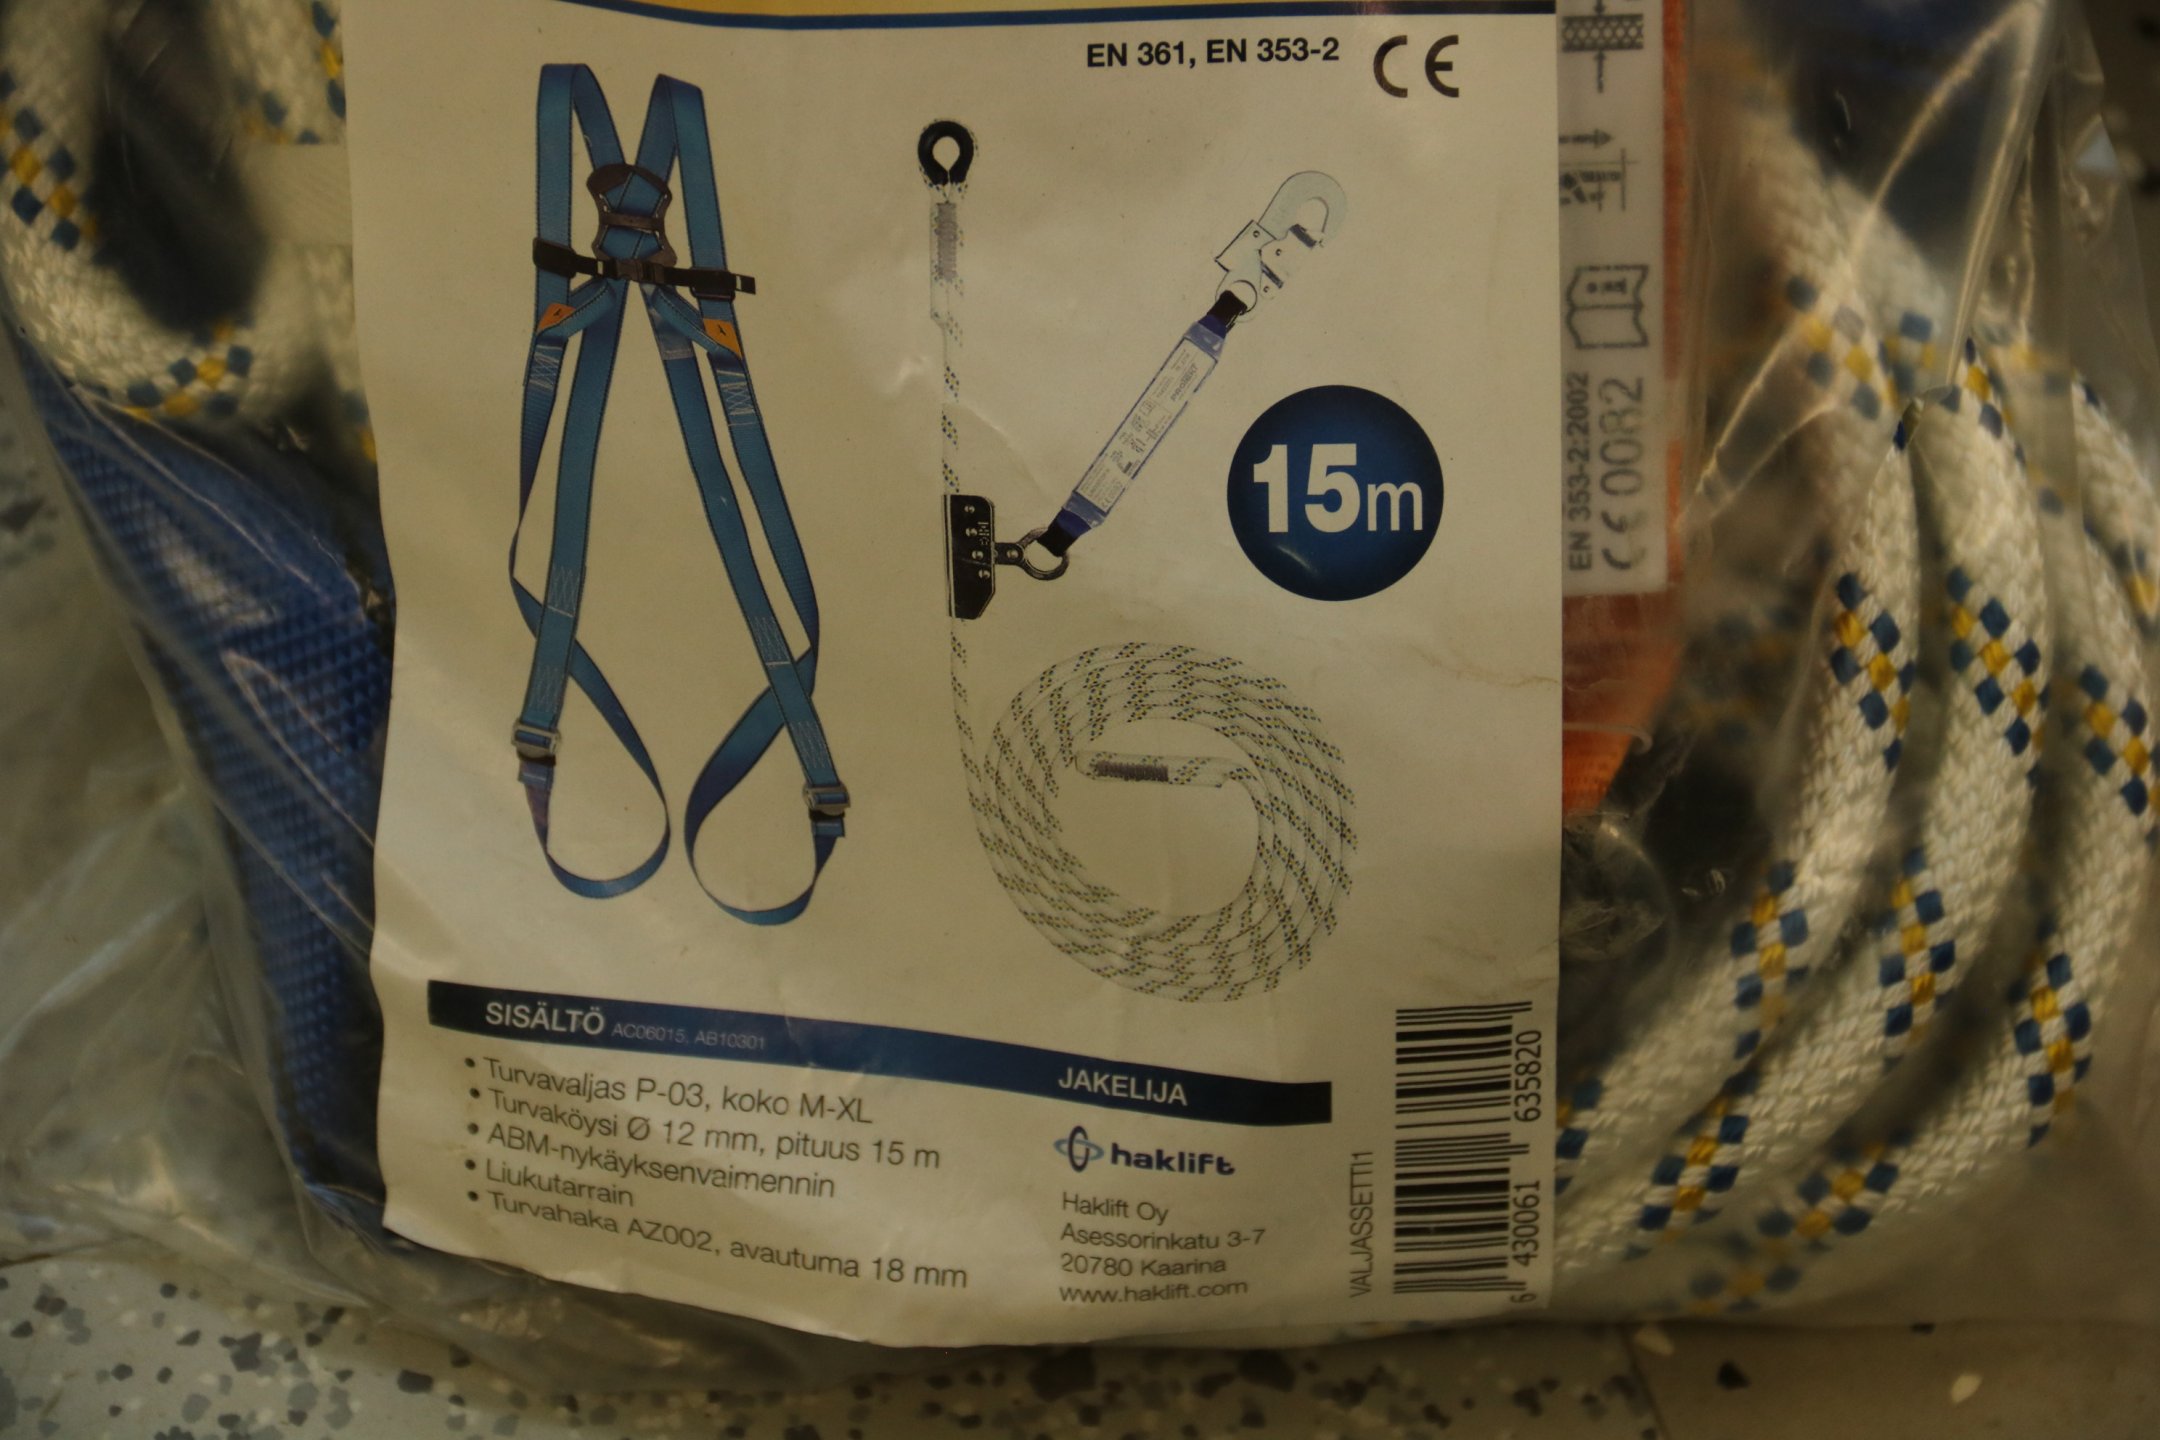 EN 361, EN 353-2 CE
15m
EN 353-2:2002
CE 0082
SISÄLTÖ AC06015, AB10301
• Turvavaljas P-03, koko M-XL
• Turvaköysi Ø 12 mm, pituus 15 m
• ABM-nykäyksenvaimennin
• Liukutarrain
• Turvahaka AZ002, avautuma 18 mm
JAKELIJA
haklift
Haklift Oy
Asessorinkatu 3-7
20780 Kaarina
www.haklift.com
VALJASSETTI1
6 430061 635820